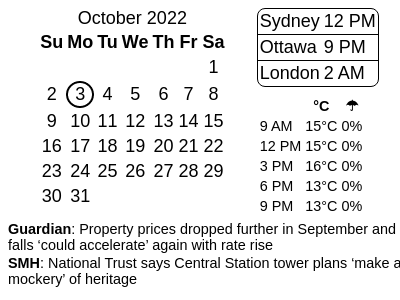 October 2022
Su Mo Tu We Th Fr Sa
1
2 3 4 5 6 7 8
9 10 11 12 13 14 15
16 17 18 19 20 21 22
23 24 25 26 27 28 29
30 31
Sydney 12 PM
Ottawa 9 PM
London 2 AM
°C ☂
9 AM 15°C 0%
12 PM 15°C 0%
3 PM 16°C 0%
6 PM 13°C 0%
9 PM 13°C 0%
Guardian: Property prices dropped further in September and
falls ‘could accelerate’ again with rate rise
SMH: National Trust says Central Station tower plans ‘make a
mockery’ of heritage